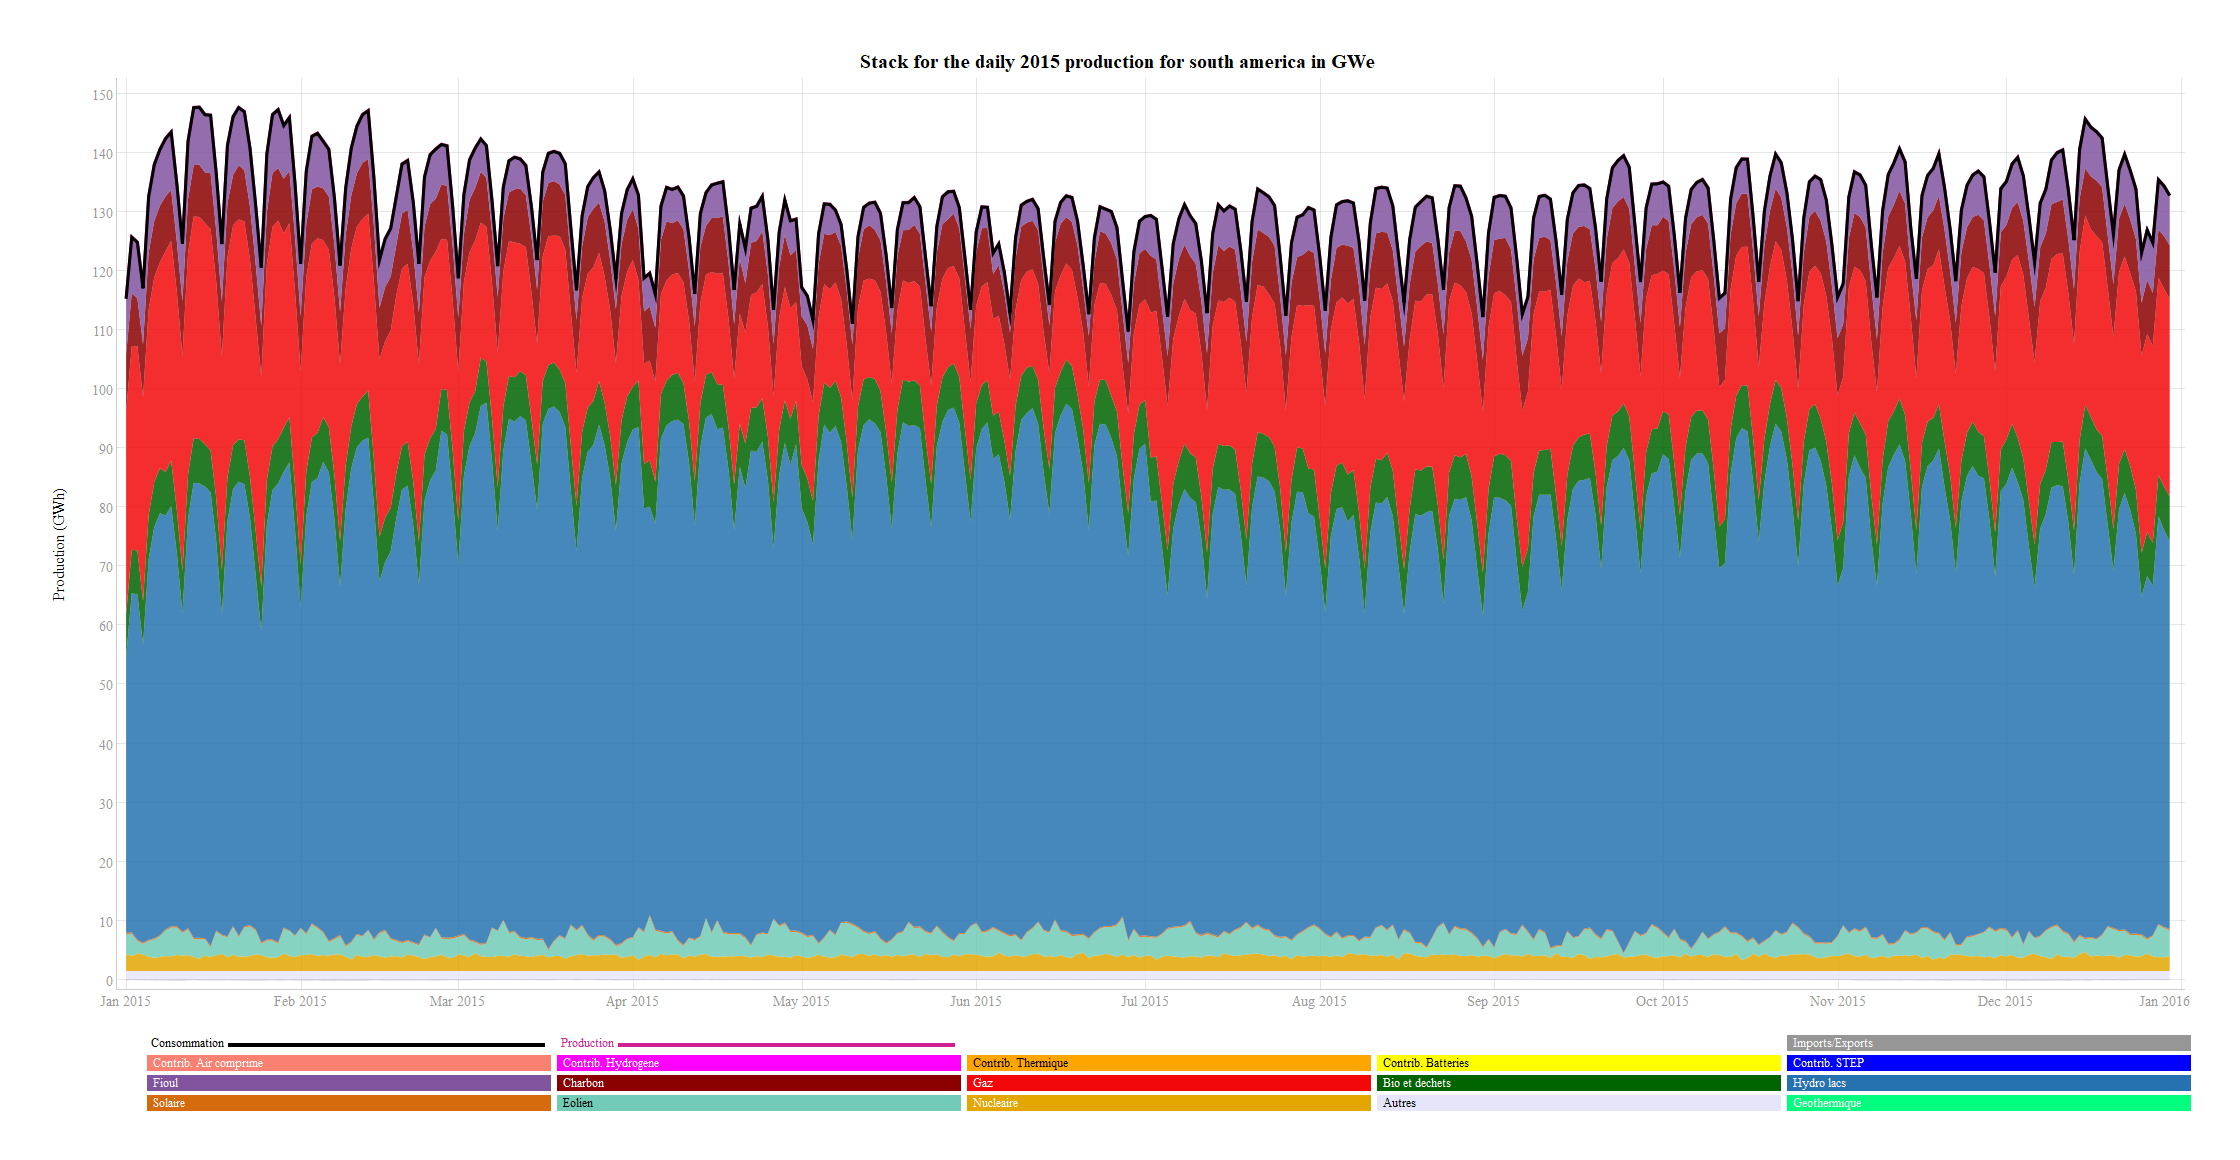 Stack for the daily 2015 production for south america in GWe
150
140
130
120
110
100
90
80
70
60
50
40
30
20
10
0
Production (GWh)
Jan 2015 Feb 2015 Mar 2015 Apr 2015 May 2015 Jun 2015 Jul 2015 Aug 2015 Sep 2015 Oct 2015 Nov 2015 Dec 2015 Jan 2016
Consommation Production Imports/Exports
Contrib. Air comprime Contrib. Hydrogene Contrib. Thermique Contrib. Batteries Contrib. STEP
Fioul Charbon Gaz Bio et dechets Hydro lacs
Solaire Eolien Nucleaire Autres Geothermique